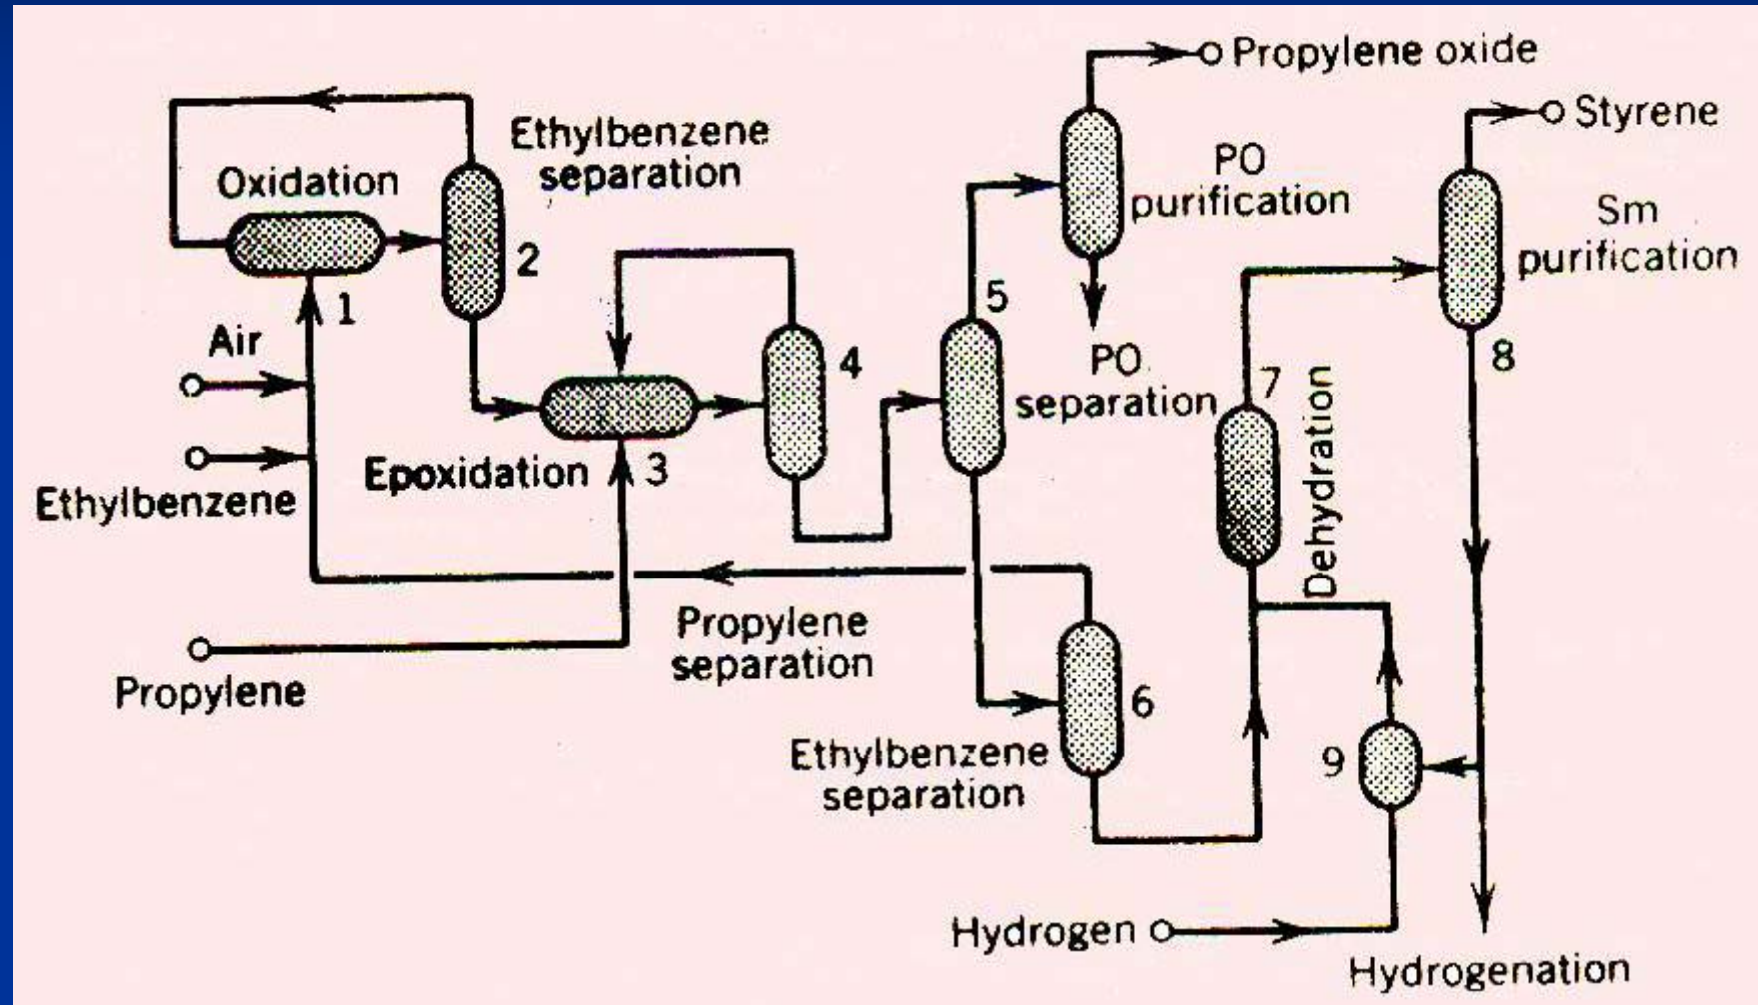 Propylene oxide
Styrene
Ethylbenzene
separation
Oxidation
PO
purification
Sm
purification
2
1
5
Air
4
PO
separation
7
8
Dehydration
Epoxidation
3
Ethylbenzene
Propylene
separation
Propylene
6
Ethylbenzene
separation
9
Hydrogen
Hydrogenation